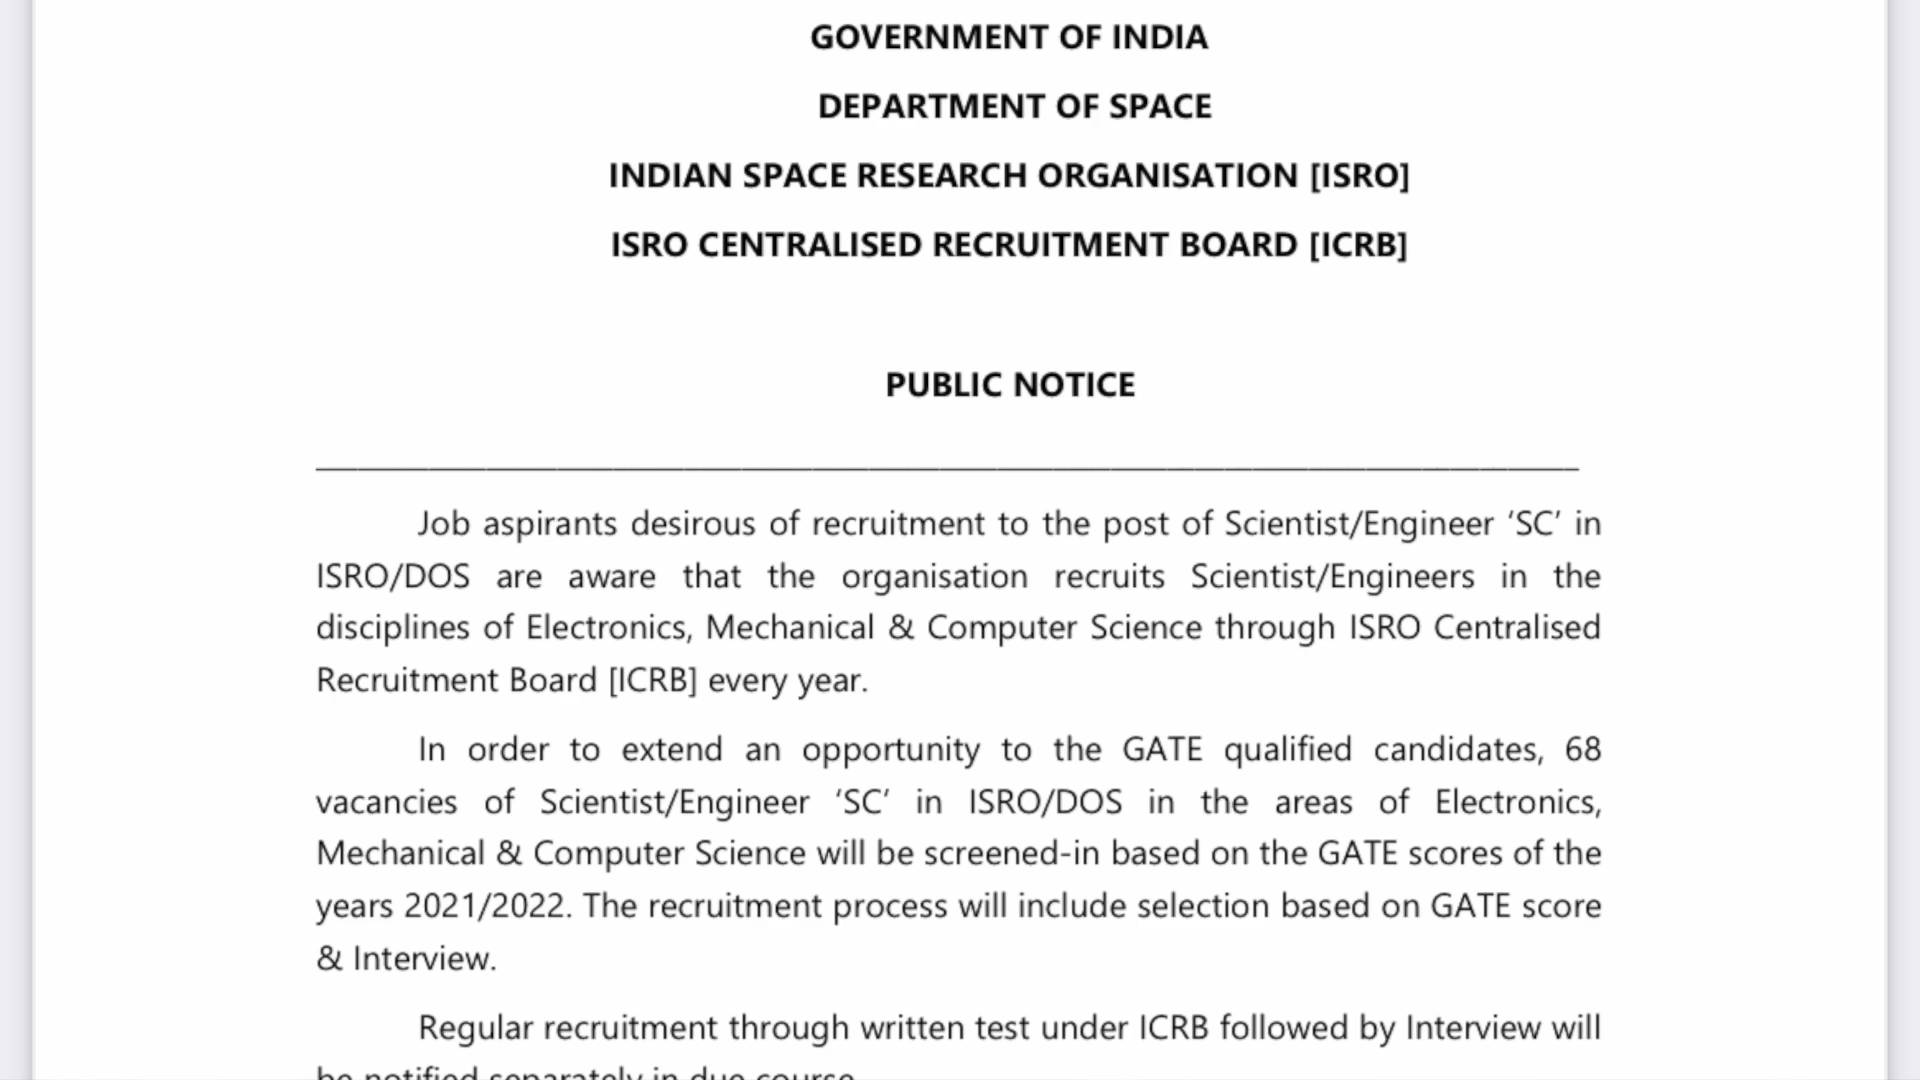 GOVERNMENT OF INDIA
DEPARTMENT OF SPACE
INDIAN SPACE RESEARCH ORGANISATION [ISRO]
ISRO CENTRALISED RECRUITMENT BOARD [ICRB]
PUBLIC NOTICE
Job aspirants desirous of recruitment to the post of Scientist/Engineer ‘SC’ in
ISRO/DOS are aware that the organisation recruits Scientist/Engineers in the
disciplines of Electronics, Mechanical & Computer Science through ISRO Centralised
Recruitment Board [ICRB] every year.
In order to extend an opportunity to the GATE qualified candidates, 68
vacancies of Scientist/Engineer ‘SC’ in ISRO/DOS in the areas of Electronics,
Mechanical & Computer Science will be screened-in based on the GATE scores of the
years 2021/2022. The recruitment process will include selection based on GATE score
& Interview.
Regular recruitment through written test under ICRB followed by Interview will
be notified separately in due course.